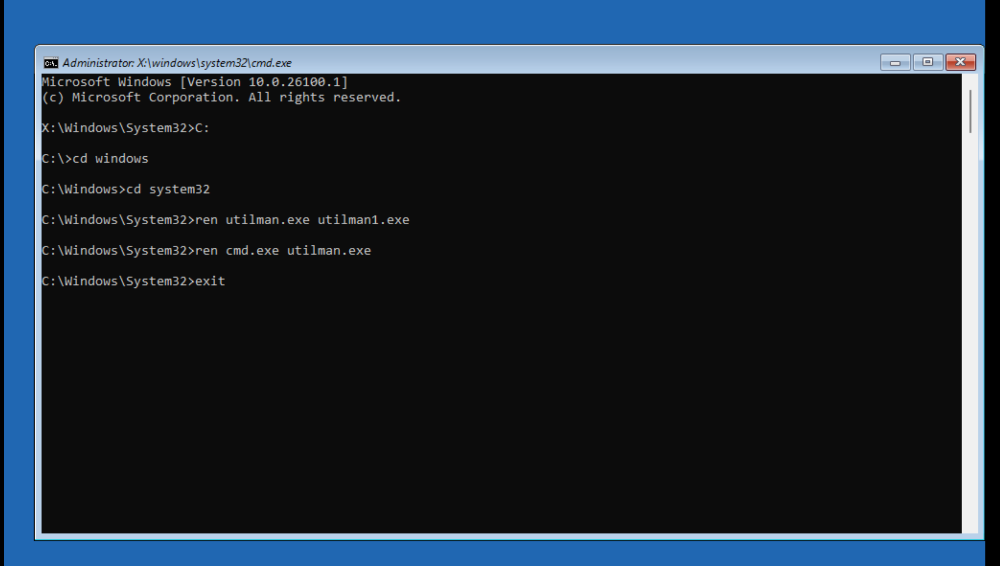 Administrator: X:\windows\system32\cmd.exe
Microsoft Windows [Version 10.0.26100.1]
(c) Microsoft Corporation. All rights reserved.
X:\Windows\System32>C:
C:\>cd windows
C:\Windows>cd system32
C:\Windows\System32>ren utilman.exe utilman1.exe
C:\Windows\System32>ren cmd.exe utilman.exe
C:\Windows\System32>exit